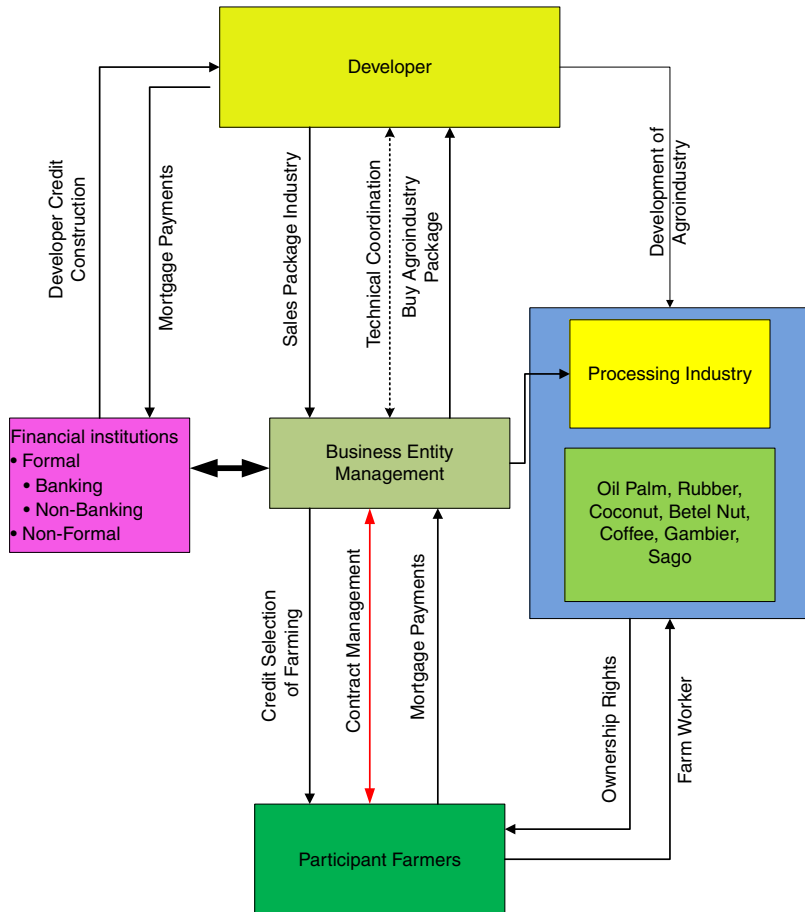 Developer
Developer Credit
Construction
Mortgage Payments
Sales Package Industry
Technical Coordination
Buy Agroindustry
Package
Development of
Agroindustry
Processing Industry
Financial institutions
• Formal
• Banking
• Non-Banking
• Non-Formal
Business Entity
Management
Oil Palm, Rubber,
Coconut, Betel Nut,
Coffee, Gambier,
Sago
Credit Selection
of Farming
Contract Management
Mortgage Payments
Ownership Rights
Farm Worker
Participant Farmers